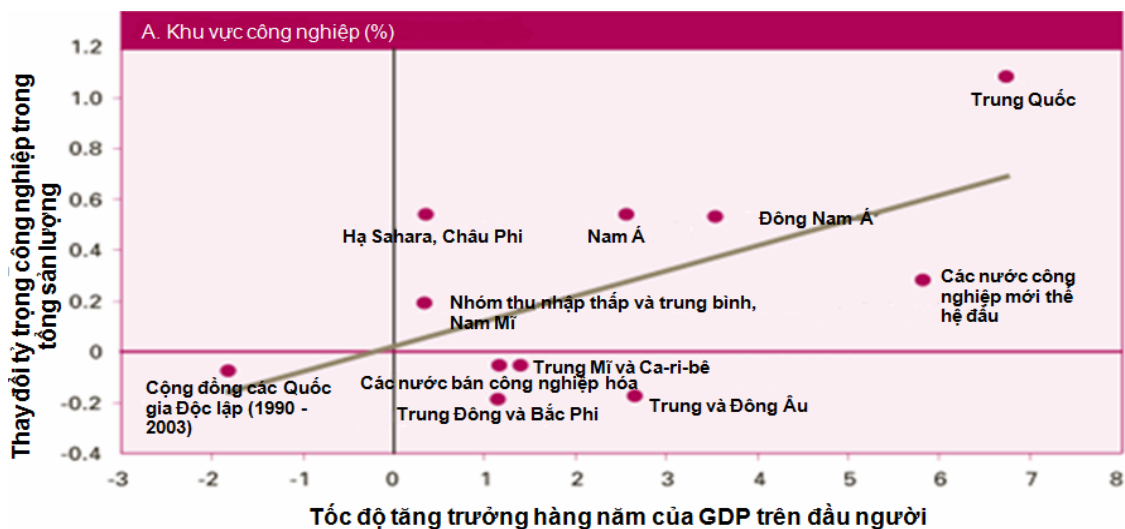 A. Khu vực công nghiệp (%)
Thay đổi tỷ trọng công nghiệp trong
tổng sản lượng
1.2
1.0
0.8
0.6
0.4
0.2
0
-0.2
-0.4
Trung Quốc
Hạ Sahara, Châu Phi
Nam Á
Đông Nam Á
Nhóm thu nhập thấp và trung bình,
Nam Mĩ
Các nước công
nghiệp mới thế
hệ đầu
Cộng đồng các Quốc
gia Độc lập (1990 -
2003)
Trung Mĩ và Ca-ri-bê
Các nước bán công nghiệp hóa
Trung Đông và Bắc Phi
Trung và Đông Âu
-3 -2 -1 0 1 2 3 4 5 6 7 8
Tốc độ tăng trưởng hàng năm của GDP trên đầu người